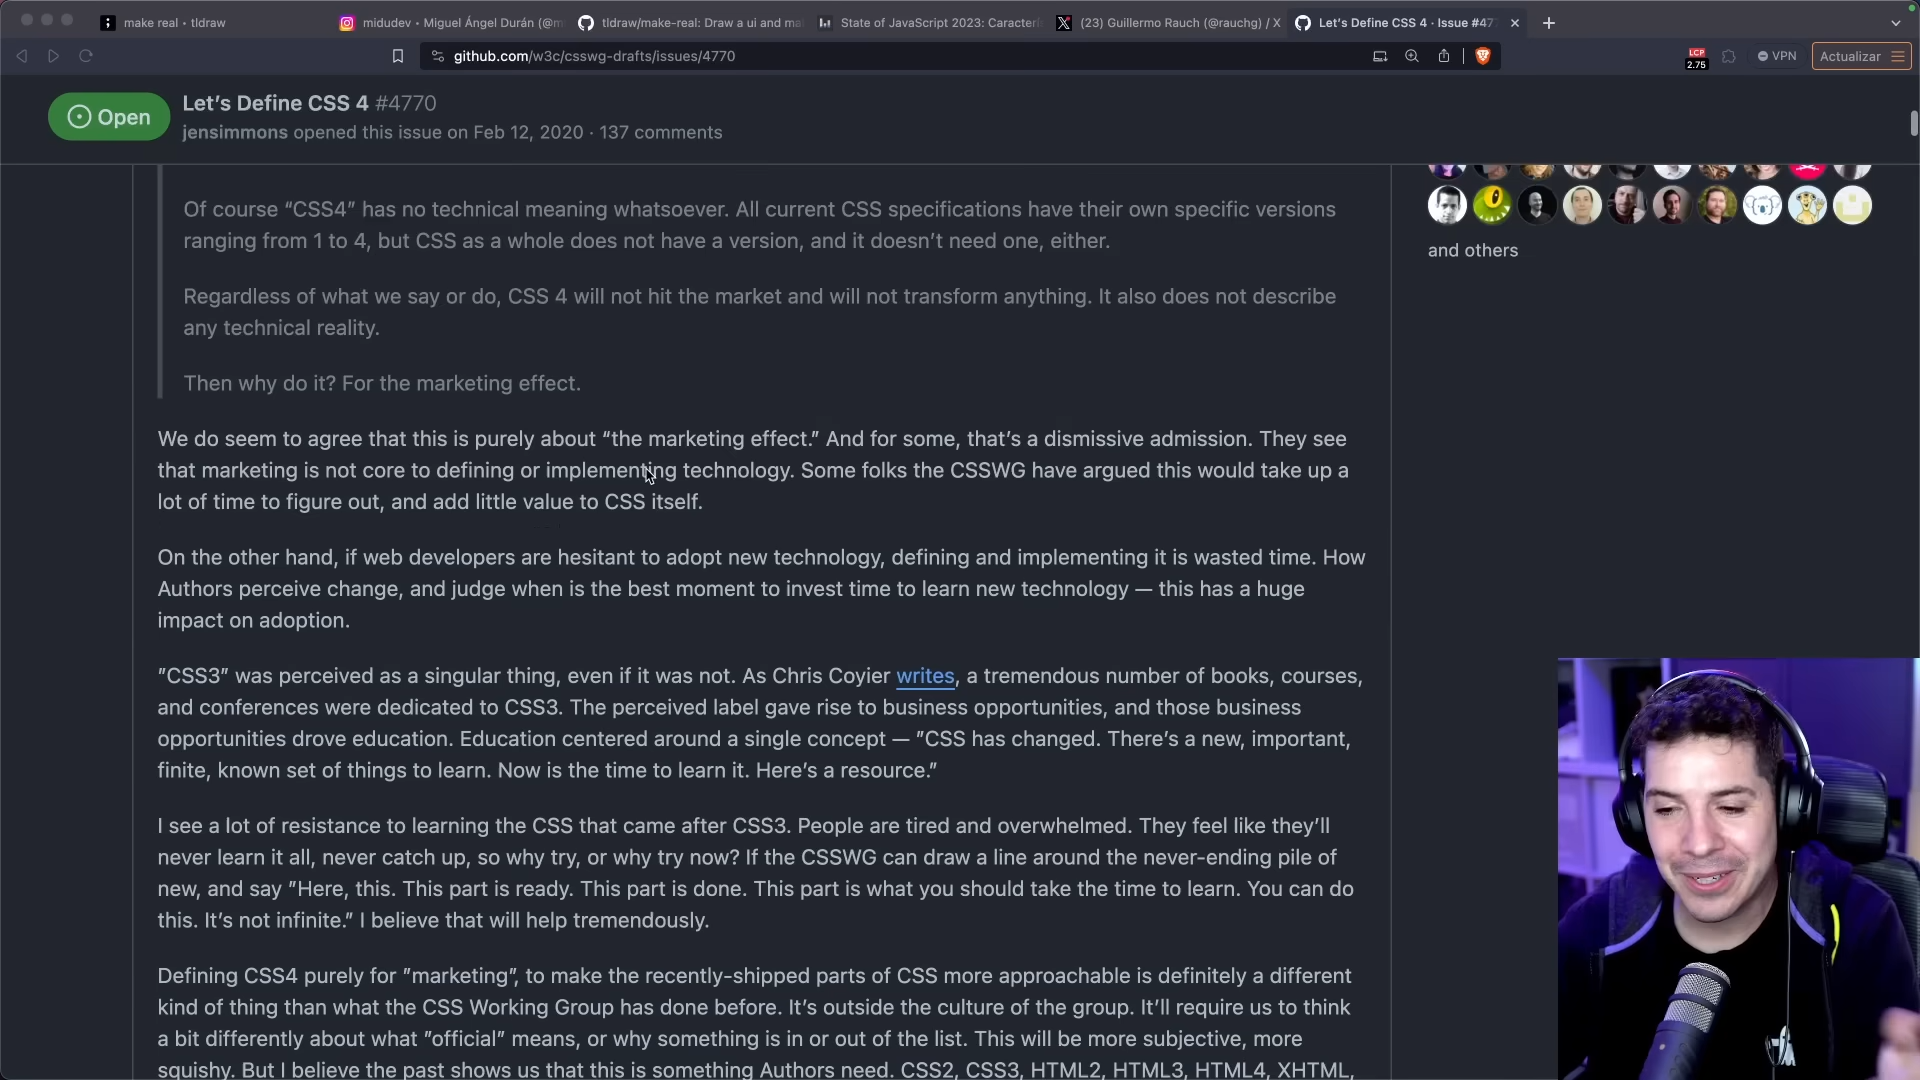 make real • tldraw
midudev • Miguel Ángel Durán (@m
tldraw/make-real: Draw a ui and ma
State of JavaScript 2023: Caracterí
(23) Guillermo Rauch (@rauchg) / X
Let's Define CSS 4 · Issue #47
github.com/w3c/csswg-drafts/issues/4770
LCP
2.75
VPN
Actualizar
Open
Let’s Define CSS 4 #4770
jensimmons opened this issue on Feb 12, 2020 · 137 comments
and others
Of course “CSS4” has no technical meaning whatsoever. All current CSS specifications have their own specific versions
ranging from 1 to 4, but CSS as a whole does not have a version, and it doesn’t need one, either.
Regardless of what we say or do, CSS 4 will not hit the market and will not transform anything. It also does not describe
any technical reality.
Then why do it? For the marketing effect.
We do seem to agree that this is purely about “the marketing effect.” And for some, that’s a dismissive admission. They see
that marketing is not core to defining or implementing technology. Some folks the CSSWG have argued this would take up a
lot of time to figure out, and add little value to CSS itself.
On the other hand, if web developers are hesitant to adopt new technology, defining and implementing it is wasted time. How
Authors perceive change, and judge when is the best moment to invest time to learn new technology — this has a huge
impact on adoption.
”CSS3” was perceived as a singular thing, even if it was not. As Chris Coyier writes, a tremendous number of books, courses,
and conferences were dedicated to CSS3. The perceived label gave rise to business opportunities, and those business
opportunities drove education. Education centered around a single concept — ”CSS has changed. There’s a new, important,
finite, known set of things to learn. Now is the time to learn it. Here’s a resource.”
I see a lot of resistance to learning the CSS that came after CSS3. People are tired and overwhelmed. They feel like they’ll
never learn it all, never catch up, so why try, or why try now? If the CSSWG can draw a line around the never-ending pile of
new, and say ”Here, this. This part is ready. This part is done. This part is what you should take the time to learn. You can do
this. It’s not infinite.” I believe that will help tremendously.
Defining CSS4 purely for ”marketing”, to make the recently-shipped parts of CSS more approachable is definitely a different
kind of thing than what the CSS Working Group has done before. It’s outside the culture of the group. It’ll require us to think
a bit differently about what ”official” means, or why something is in or out of the list. This will be more subjective, more
squishy. But I believe the past shows us that this is something Authors need. CSS2, CSS3, HTML2, HTML3, HTML4, XHTML,